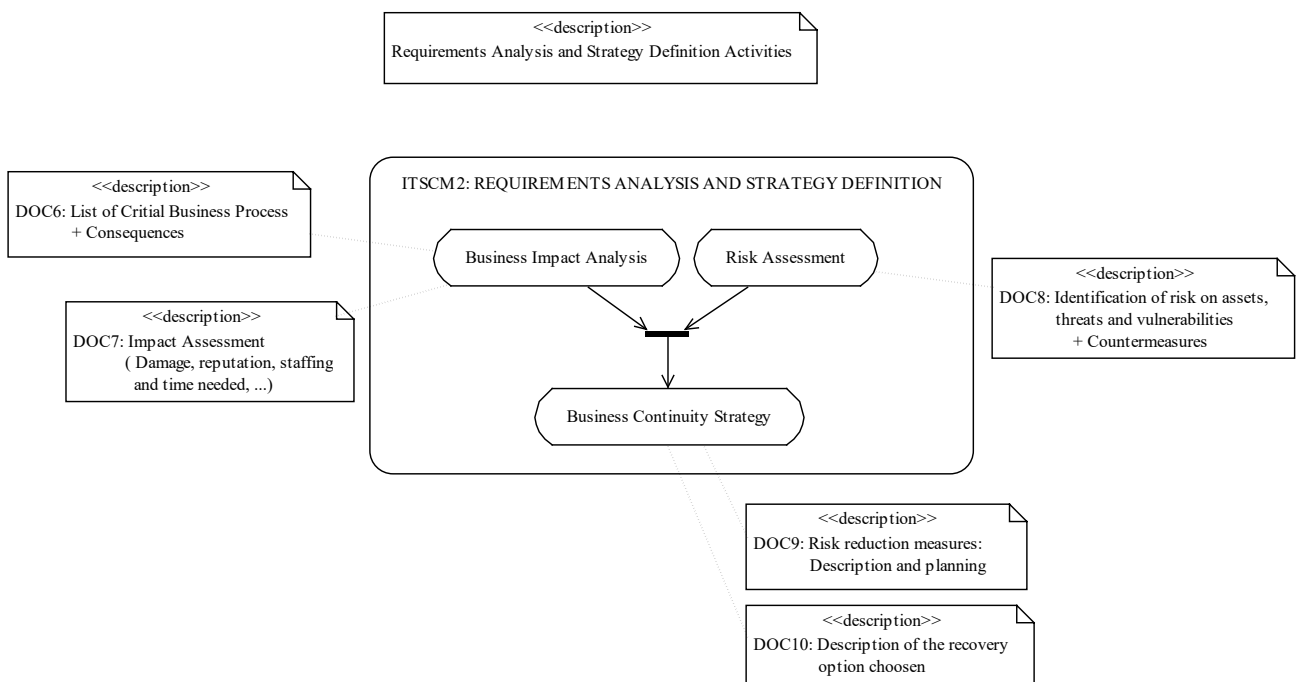 <<description>>
Requirements Analysis and Strategy Definition Activities
ITSCM2: REQUIREMENTS ANALYSIS AND STRATEGY DEFINITION
<<description>>
DOC6: List of Critial Business Process
+ Consequences
Business Impact Analysis
Risk Assessment
<<description>>
DOC8: Identification of risk on assets,
threats and vulnerabilities
+ Countermeasures
<<description>>
DOC7: Impact Assessment
( Damage, reputation, staffing
and time needed, ...)
Business Continuity Strategy
<<description>>
DOC9: Risk reduction measures:
Description and planning
<<description>>
DOC10: Description of the recovery
option choosen